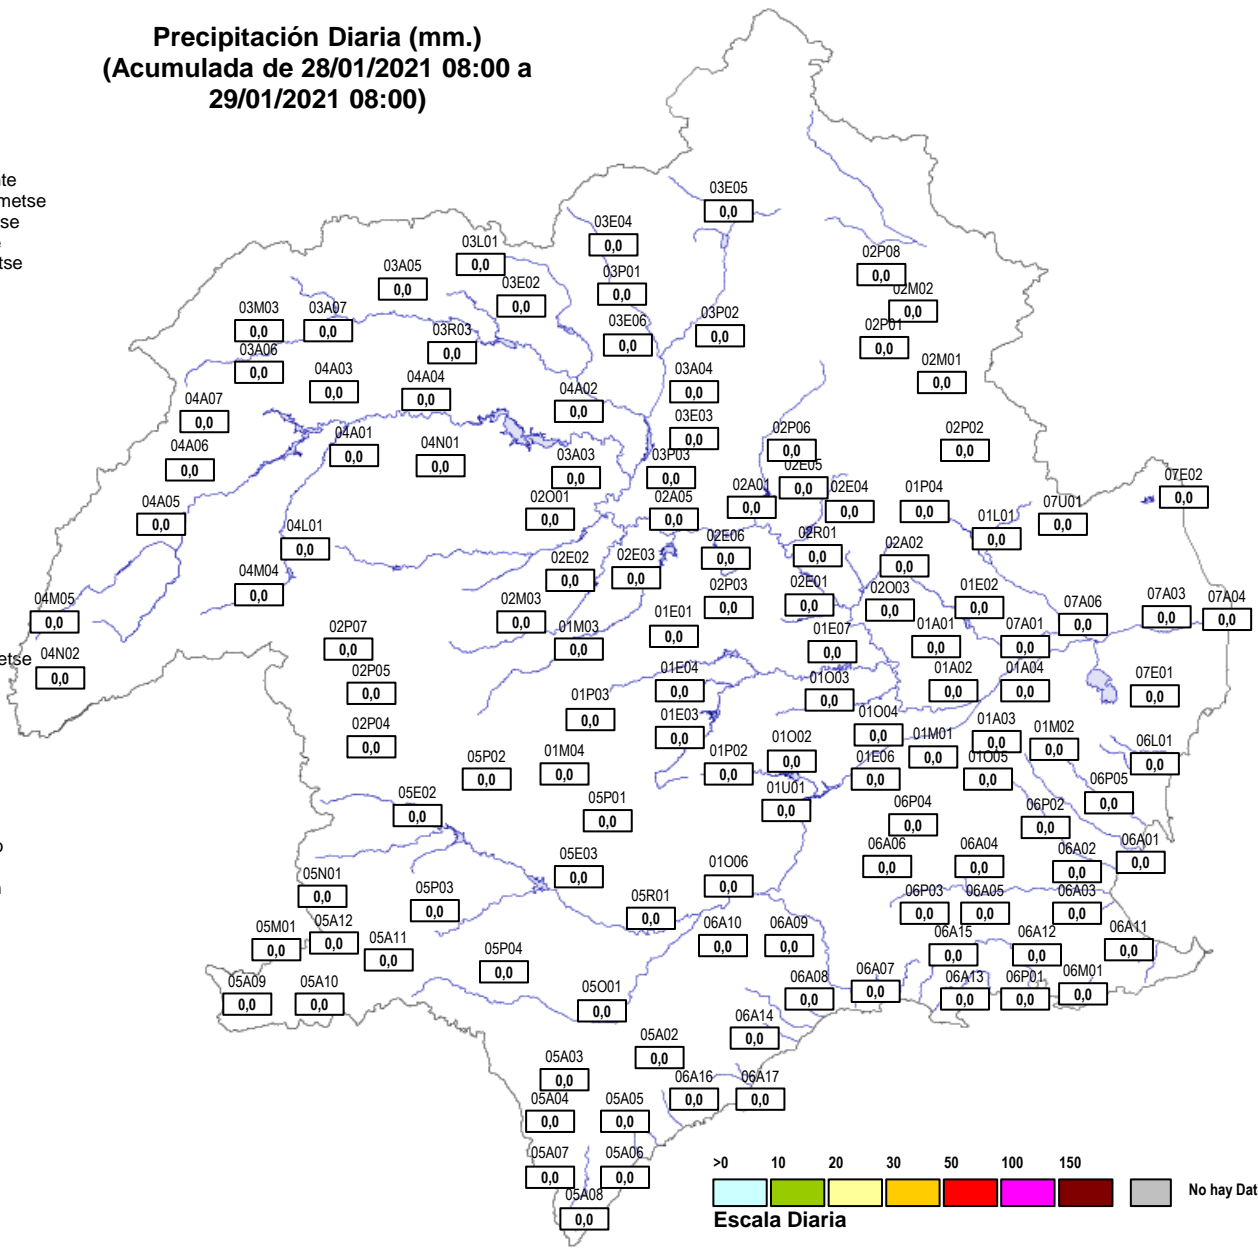 Precipitación Diaria (mm.)
(Acumulada de 28/01/2021 08:00 a
29/01/2021 08:00)
te
metse
se
tse
etse
03E05
0,0
03E04
0,0
03L01
0,0
02P08
0,0
03A05
0,0
03P01
0,0
03E02
0,0
02M02
0,0
03M03
0,0
03A07
0,0
03P02
0,0
03E06
0,0
02P01
0,0
03R03
0,0
03A06
0,0
02M01
0,0
04A03
0,0
03A04
0,0
04A04
0,0
04A02
0,0
04A07
0,0
03E03
0,0
02P06
0,0
02P02
0,0
04A01
0,0
04N01
0,0
04A06
0,0
03A03
0,0
03P03
0,0
02E05
0,0
07E02
0,0
02A01
0,0
02E04
0,0
01P04
0,0
02O01
0,0
02A05
0,0
04A05
0,0
07U01
0,0
01L01
0,0
04L01
0,0
02E06
0,0
02R01
0,0
02A02
0,0
02E02
0,0
02E03
0,0
04M04
0,0
02P03
0,0
02E01
0,0
02O03
0,0
01E02
0,0
07A03
0,0
07A04
0,0
04M05
0,0
02M03
0,0
07A06
0,0
01E01
0,0
01M03
0,0
02P07
0,0
01E07
0,0
01A01
0,0
07A01
0,0
04N02
0,0
02P05
0,0
01E04
0,0
01O03
0,0
01A02
0,0
01A04
0,0
07E01
0,0
01P03
0,0
01E03
0,0
01O04
0,0
01A03
0,0
02P04
0,0
01M02
0,0
01M01
0,0
01O02
0,0
06L01
0,0
05P02
0,0
01M04
0,0
01P02
0,0
01E06
0,0
01O05
0,0
05E02
0,0
01U01
0,0
06P05
0,0
05P01
0,0
06P04
0,0
06P02
0,0
06A06
0,0
06A04
0,0
06A02
0,0
06A01
0,0
05E03
0,0
01O06
0,0
05N01
0,0
05P03
0,0
05R01
0,0
06P03
0,0
06A05
0,0
06A03
0,0
05M01
0,0
05A12
0,0
05A11
0,0
06A10
0,0
06A09
0,0
06A15
0,0
06A12
0,0
06A11
0,0
05P04
0,0
05A09
0,0
05A10
0,0
05O01
0,0
06A08
0,0
06A07
0,0
06A13
0,0
06P01
0,0
06M01
0,0
06A14
0,0
05A02
0,0
05A03
0,0
06A16
0,0
06A17
0,0
05A04
0,0
05A05
0,0
05A07
0,0
05A06
0,0
05A08
0,0
>0 10 20 30 50 100 150
No hay Dat
Escala Diaria